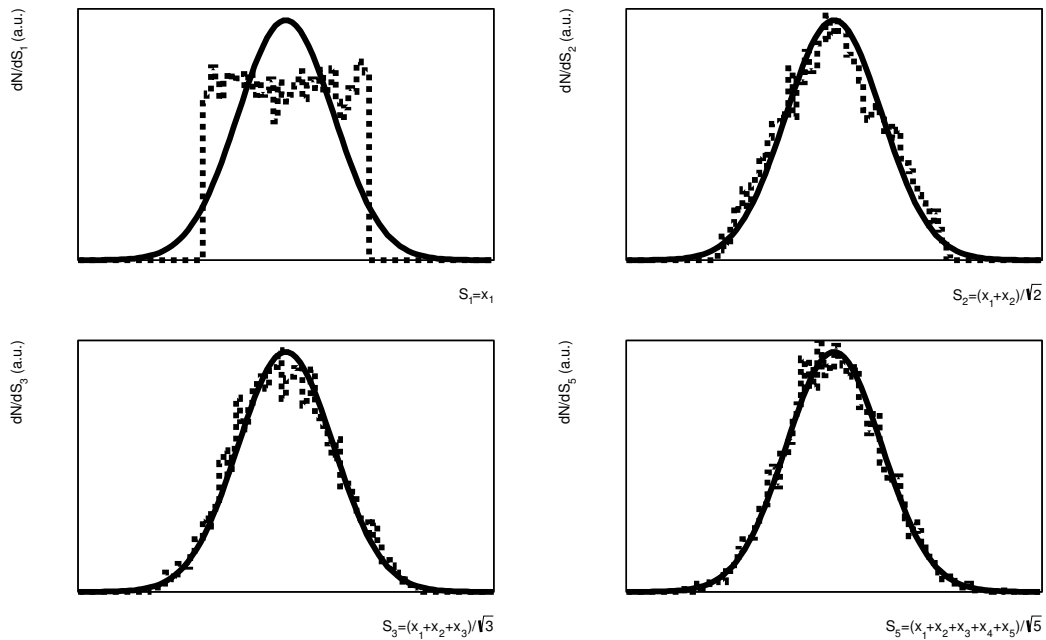 dN/dS₁ (a.u.)
S₁=x₁
dN/dS₂ (a.u.)
S₂=(x₁+x₂)/√2
dN/dS₃ (a.u.)
S₃=(x₁+x₂+x₃)/√3
dN/dS₅ (a.u.)
S₅=(x₁+x₂+x₃+x₄+x₅)/√5